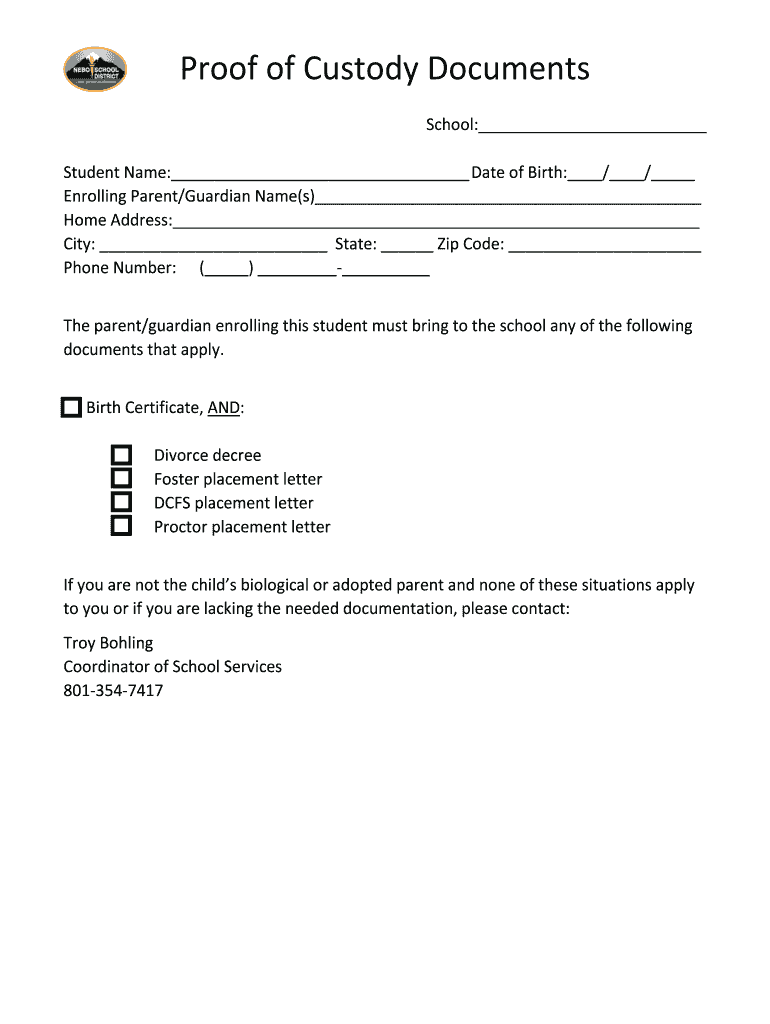 NEBO SCHOOL
DISTRICT
Proof of Custody Documents
School:__________________________
Student Name:__________________________________ Date of Birth:____/____/_____
Enrolling Parent/Guardian Name(s)____________________________________________
Home Address:____________________________________________________________
City: __________________________ State: ______ Zip Code: ______________________
Phone Number: (_____) _________-__________
The parent/guardian enrolling this student must bring to the school any of the following
documents that apply.
Birth Certificate, AND:
Divorce decree
Foster placement letter
DCFS placement letter
Proctor placement letter
If you are not the child’s biological or adopted parent and none of these situations apply
to you or if you are lacking the needed documentation, please contact:
Troy Bohling
Coordinator of School Services
801-354-7417